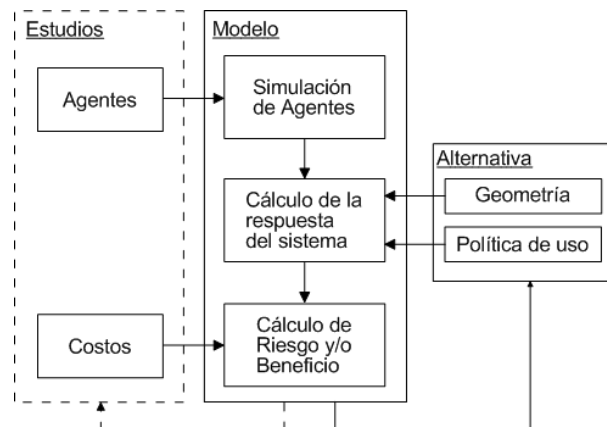 Estudios
Agentes
Costos
Modelo
Simulación
de Agentes
Cálculo de la
respuesta
del sistema
Cálculo de
Riesgo y/o
Beneficio
Alternativa
Geometría
Política de uso